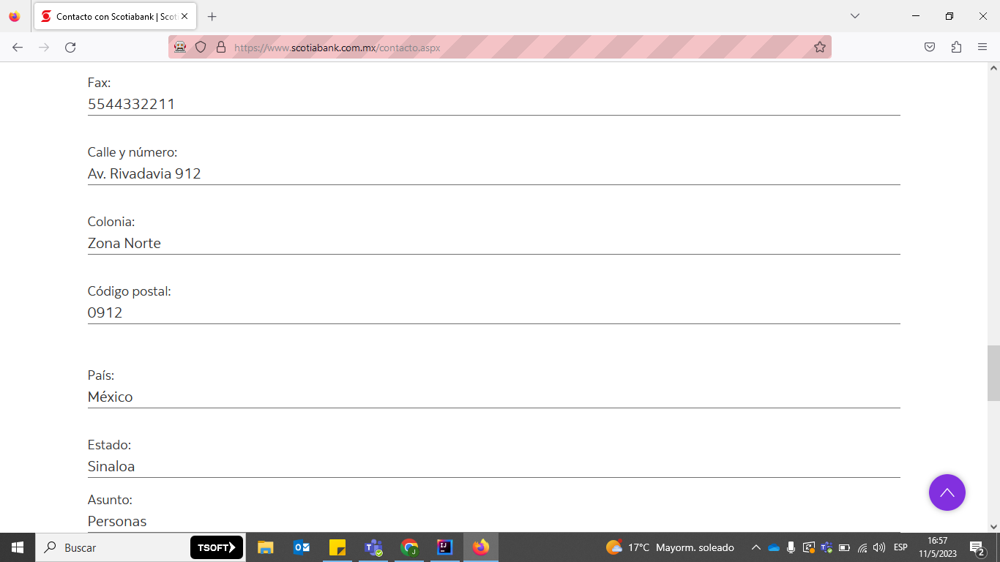 Contacto con Scotiabank | Scoti
https://www.scotiabank.com.mx/contacto.aspx
Fax:
5544332211
Calle y número:
Av. Rivadavia 912
Colonia:
Zona Norte
Código postal:
0912
País:
México
Estado:
Sinaloa
Asunto:
Personas
Buscar
TSOFT
17°C Mayorm. soleado
ESP
16:57
11/5/2023
2